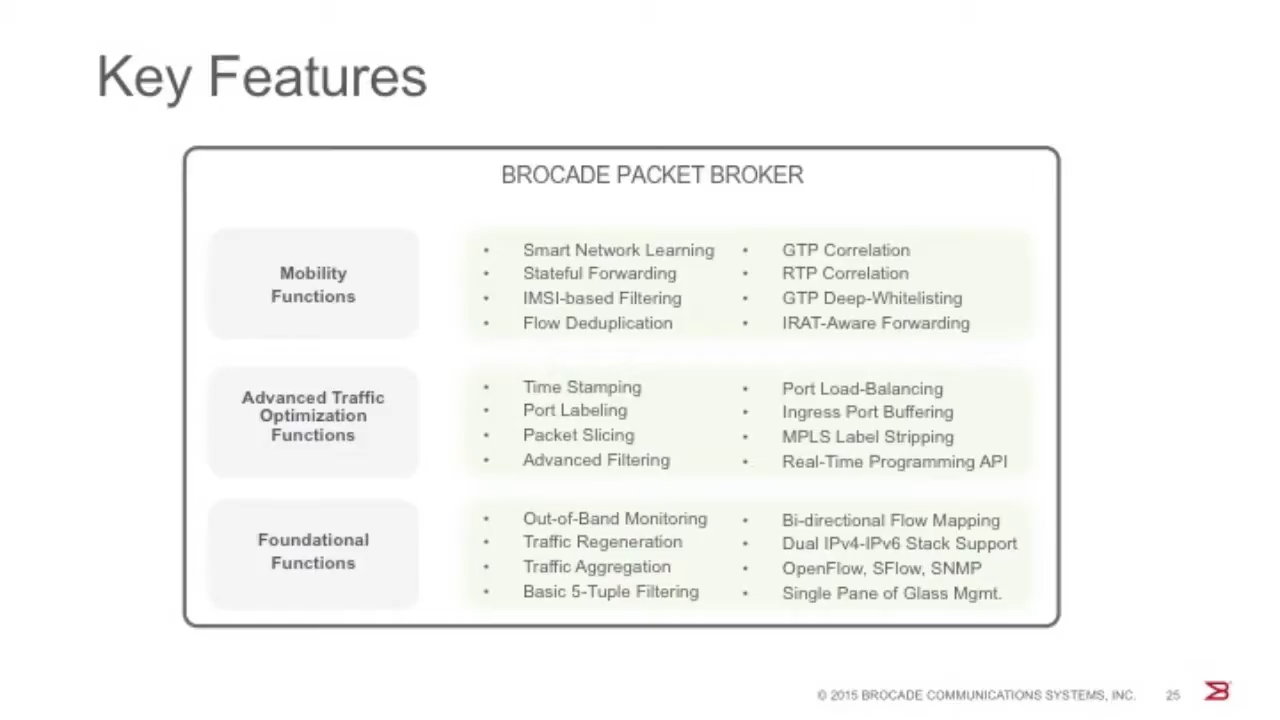 Key Features
BROCADE PACKET BROKER
Mobility
Functions
• Smart Network Learning
• Stateful Forwarding
• IMSI-based Filtering
• Flow Deduplication
• GTP Correlation
• RTP Correlation
• GTP Deep-Whitelisting
• IRAT-Aware Forwarding
Advanced Traffic
Optimization
Functions
• Time Stamping
• Port Labeling
• Packet Slicing
• Advanced Filtering
• Port Load-Balancing
• Ingress Port Buffering
• MPLS Label Stripping
• Real-Time Programming API
Foundational
Functions
• Out-of-Band Monitoring
• Traffic Regeneration
• Traffic Aggregation
• Basic 5-Tuple Filtering
• Bi-directional Flow Mapping
• Dual IPv4-IPv6 Stack Support
• OpenFlow, SFlow, SNMP
• Single Pane of Glass Mgmt.
© 2015 BROCADE COMMUNICATIONS SYSTEMS, INC. 25